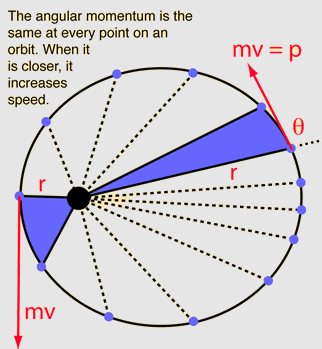 The angular momentum is the
same at every point on an
orbit. When it
is closer, it
increases
speed.
mv = p
θ
r
r
mv